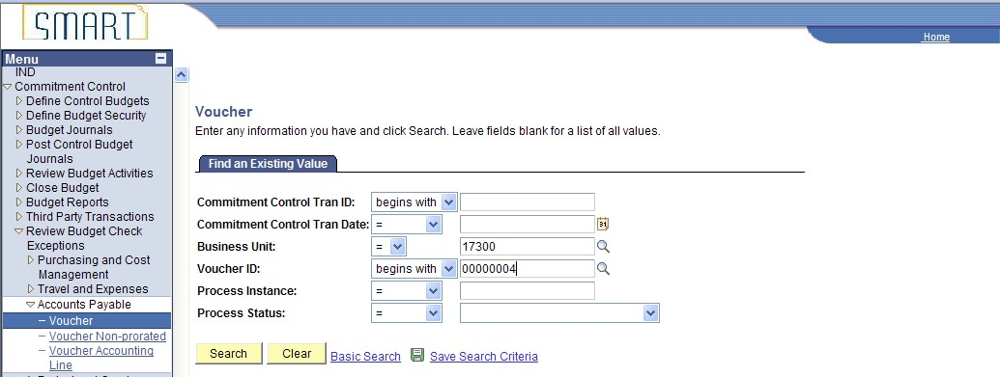 SMART
Home
Menu
IND
Commitment Control
Define Control Budgets
Define Budget Security
Budget Journals
Post Control Budget
Journals
Review Budget Activities
Close Budget
Budget Reports
Third Party Transactions
Review Budget Check
Exceptions
Purchasing and Cost
Management
Travel and Expenses
Accounts Payable
– Voucher
– Voucher Non-prorated
– Voucher Accounting
Line
Voucher
Enter any information you have and click Search. Leave fields blank for a list of all values.
Find an Existing Value
Commitment Control Tran ID: begins with
Commitment Control Tran Date: = 31
Business Unit: = 17300
Voucher ID: begins with 00000004
Process Instance: =
Process Status: =
Search Clear Basic Search Save Search Criteria